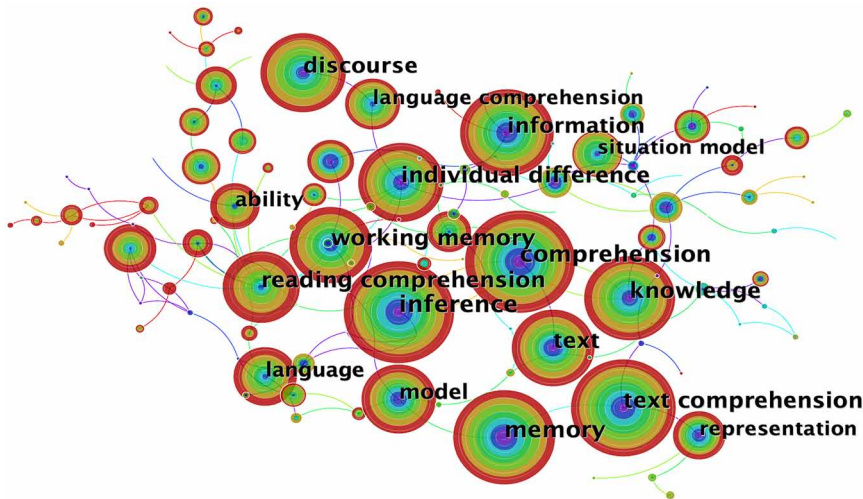 discourse
language comprehension
information
situation model
individual difference
ability
working memory
comprehension
reading comprehension
knowledge
inference
text
language
model
text comprehension
memory
representation